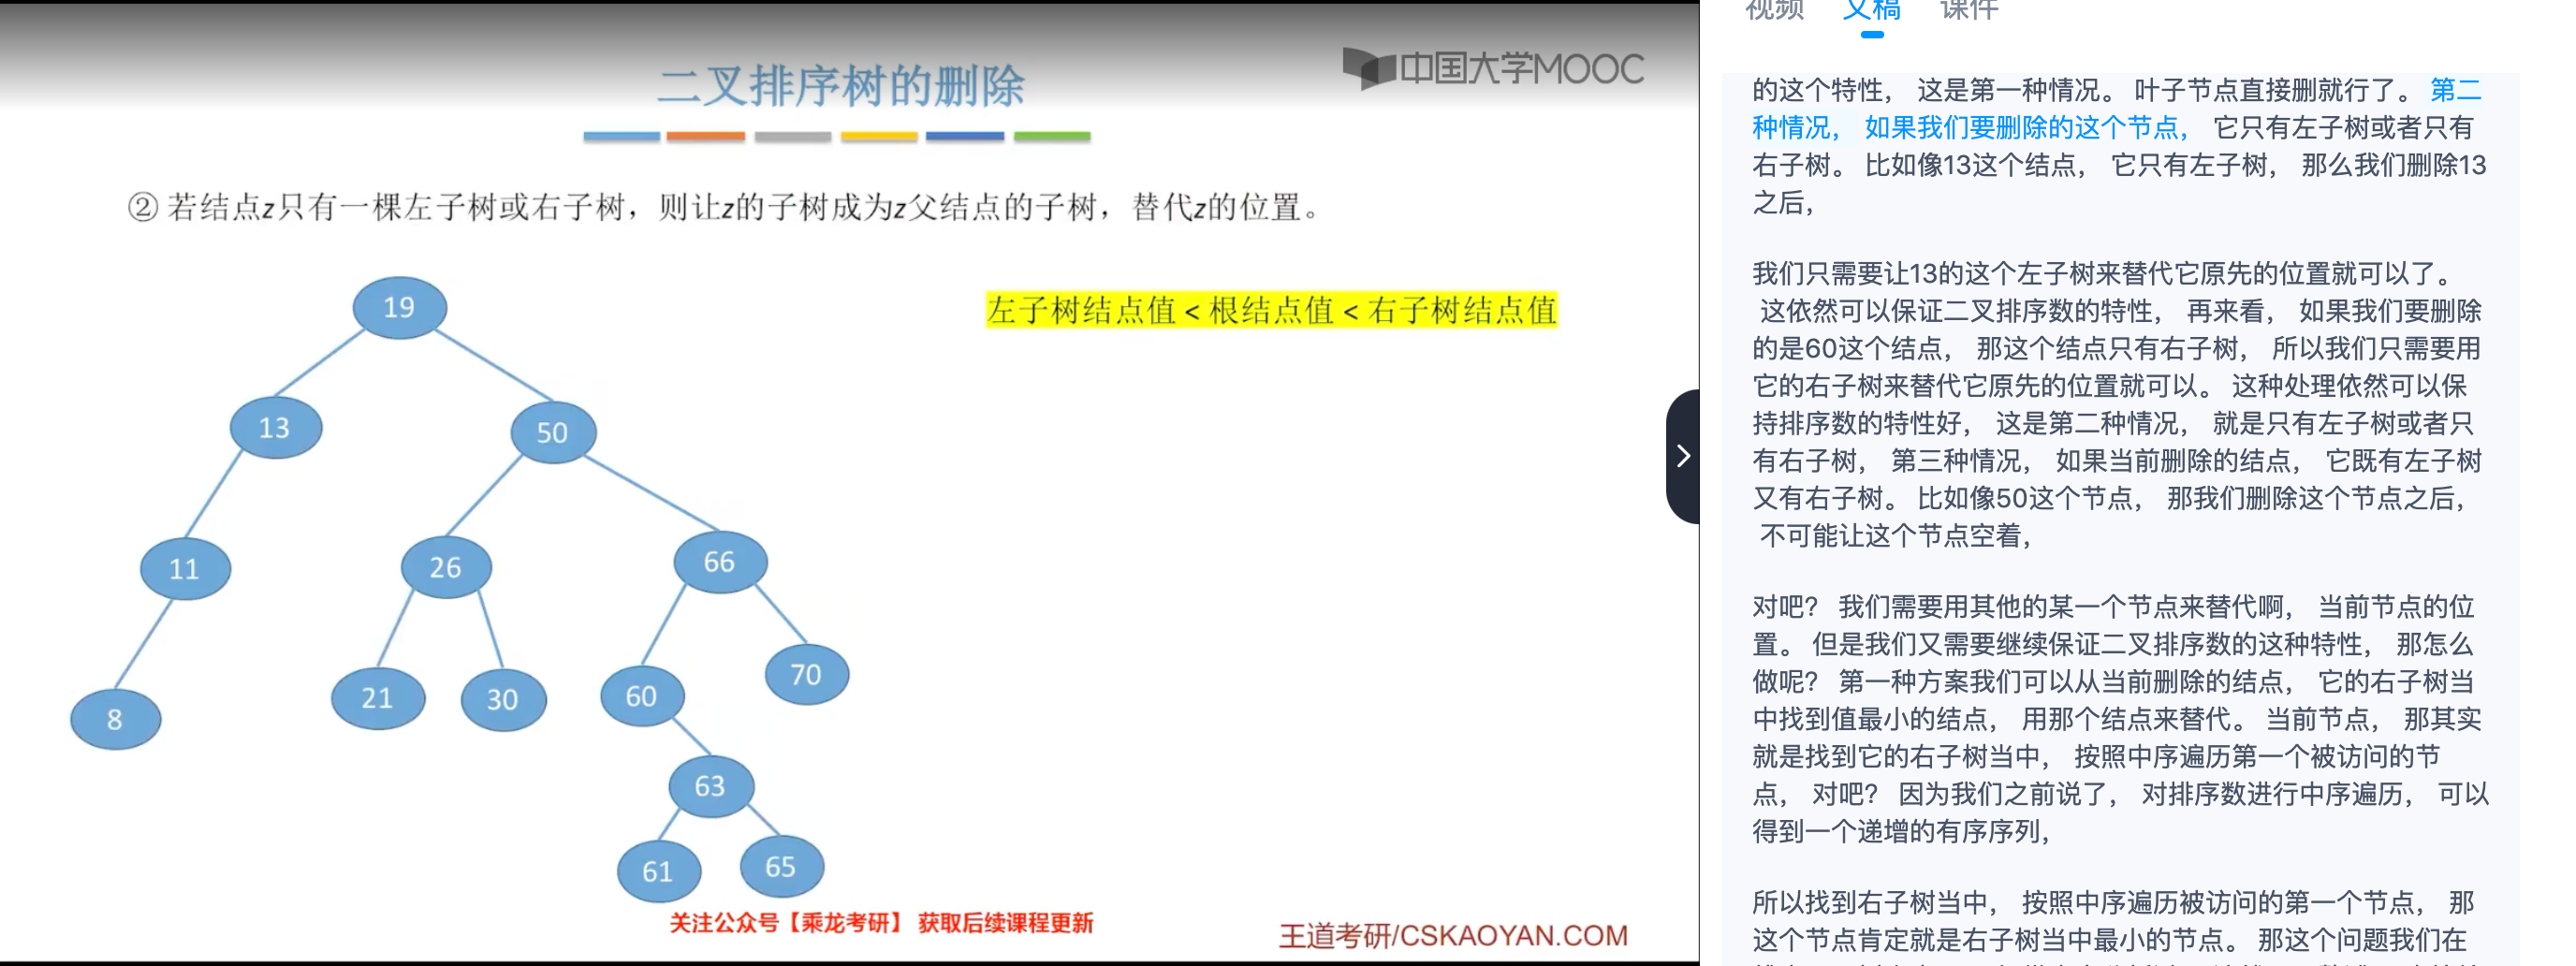 二叉排序树的删除
中国大学MOOC
② 若结点z只有一棵左子树或右子树，则让z的子树成为z父结点的子树，替代z的位置。
左子树结点值 < 根结点值 < 右子树结点值
19
13
50
11
26
66
8
21
30
60
70
63
61
65
关注公众号【乘龙考研】 获取后续课程更新
王道考研/CSKAOYAN.COM
视频 文稿 课件
的这个特性， 这是第一种情况。 叶子节点直接删就行了。 第二
种情况， 如果我们要删除的这个节点， 它只有左子树或者只有
右子树。 比如像13这个结点， 它只有左子树， 那么我们删除13
之后，
我们只需要让13的这个左子树来替代它原先的位置就可以了。
这依然可以保证二叉排序数的特性， 再来看， 如果我们要删除
的是60这个结点， 那这个结点只有右子树， 所以我们只需要用
它的右子树来替代它原先的位置就可以。 这种处理依然可以保
持排序数的特性好， 这是第二种情况， 就是只有左子树或者只
有右子树， 第三种情况， 如果当前删除的结点， 它既有左子树
又有右子树。 比如像50这个节点， 那我们删除这个节点之后，
不可能让这个节点空着，
对吧？ 我们需要用其他的某一个节点来替代啊， 当前节点的位
置。 但是我们又需要继续保证二叉排序数的这种特性， 那怎么
做呢？ 第一种方案我们可以从当前删除的结点， 它的右子树当
中找到值最小的结点， 用那个结点来替代。 当前节点， 那其实
就是找到它的右子树当中， 按照中序遍历第一个被访问的节
点， 对吧？ 因为我们之前说了， 对排序数进行中序遍历， 可以
得到一个递增的有序序列，
所以找到右子树当中， 按照中序遍历被访问的第一个节点， 那
这个节点肯定就是右子树当中最小的节点。 那这个问题我们在